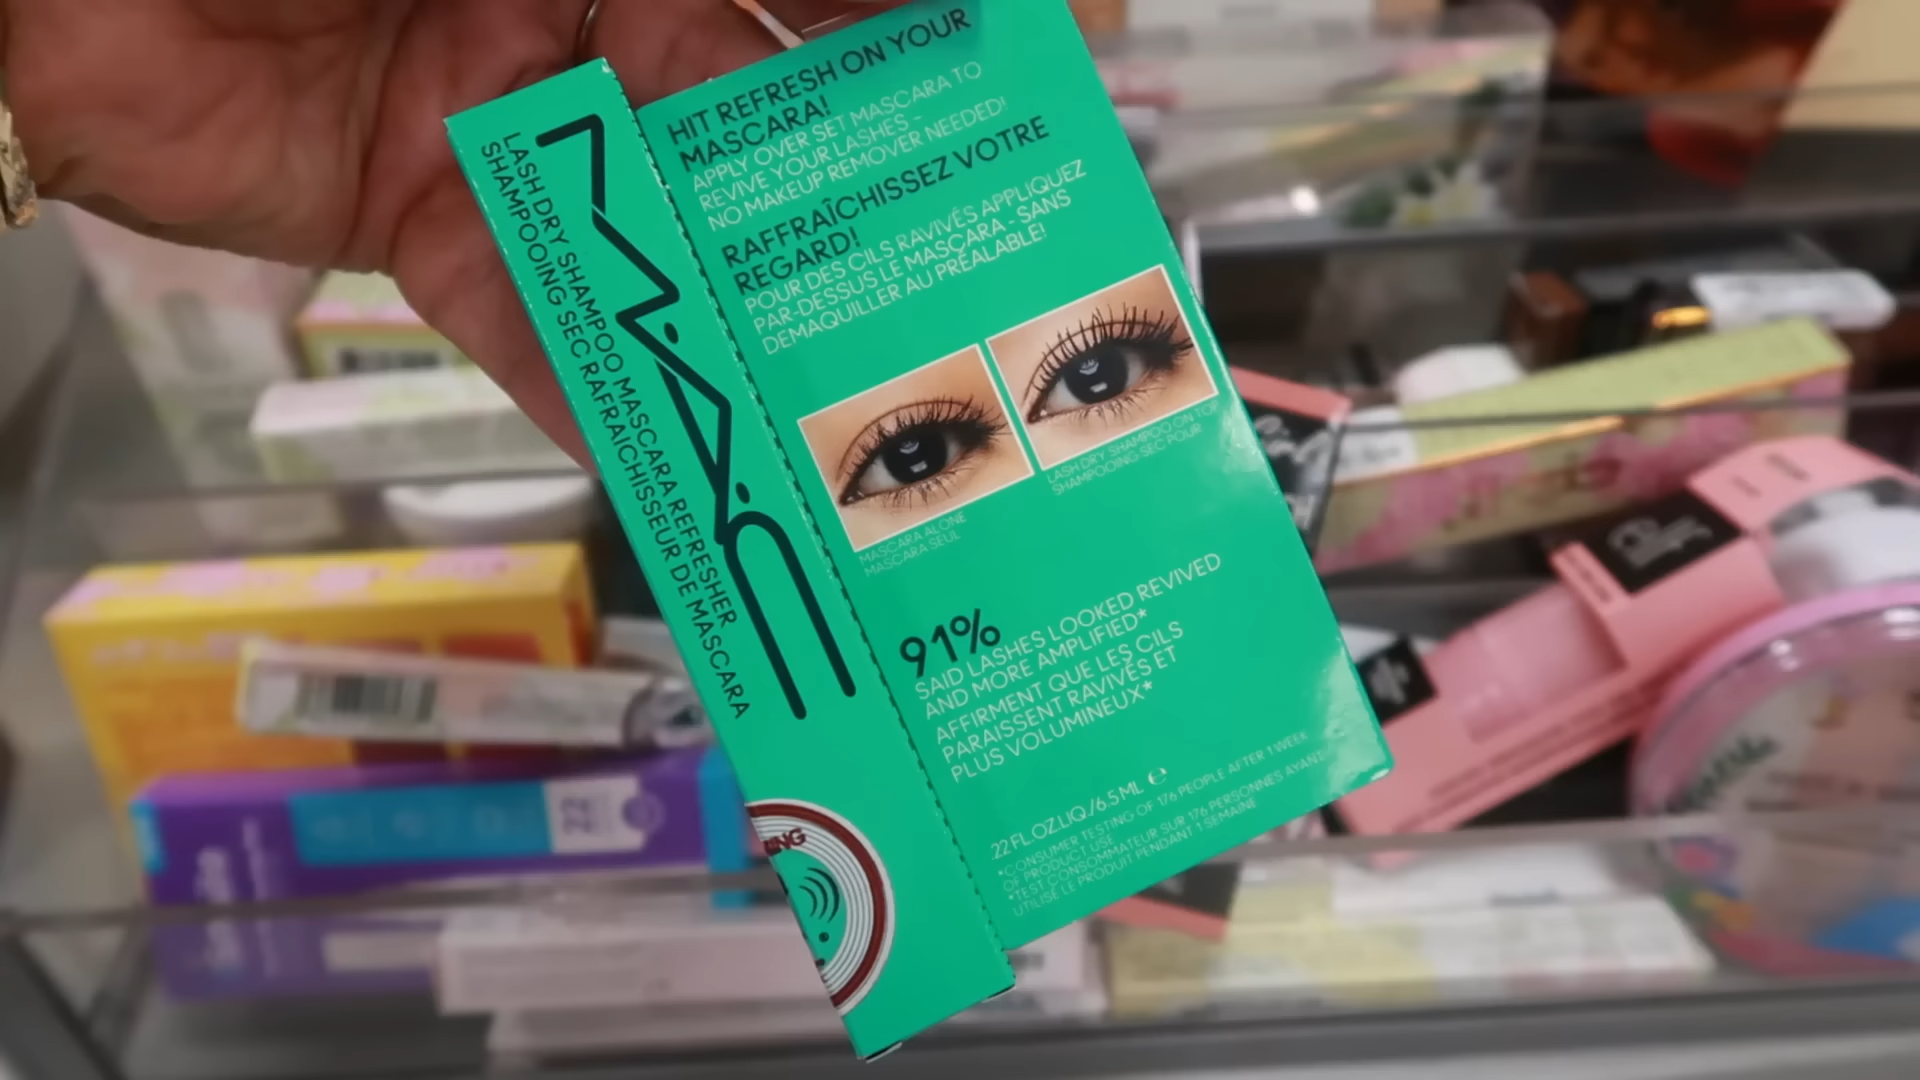 M·A·C
LASH DRY SHAMPOO MASCARA REFRESHER
SHAMPOOING SEC RAFRAICHISSEUR DE MASCARA
HIT REFRESH ON YOUR
MASCARA!
APPLY OVER SET MASCARA TO
REVIVE YOUR LASHES -
NO MAKEUP REMOVER NEEDED!
RAFFRAÎCHISSEZ VOTRE
REGARD!
POUR DES CILS RAVIVÉS APPLIQUEZ
PAR-DESSUS LE MASCARA - SANS
DÉMAQUILLER AU PRÉALABLE!
MASCARA ALONE
MASCARA SEUL
LASH DRY SHAMPOO ON TOP
SHAMPOOING SEC POUR
91%
SAID LASHES LOOKED REVIVED
AND MORE AMPLIFIED*
AFFIRMENT QUE LES CILS
PARAISSENT RAVIVÉS ET
PLUS VOLUMINEUX*
.22 FL.OZ.LIQ./6.5 ML e
*CONSUMER TESTING OF 176 PEOPLE AFTER 1 WEEK
OF PRODUCT USE
*TEST CONSOMMATEUR SUR 176 PERSONNES AYANT
UTILISÉ LE PRODUIT PENDANT 1 SEMAINE
22